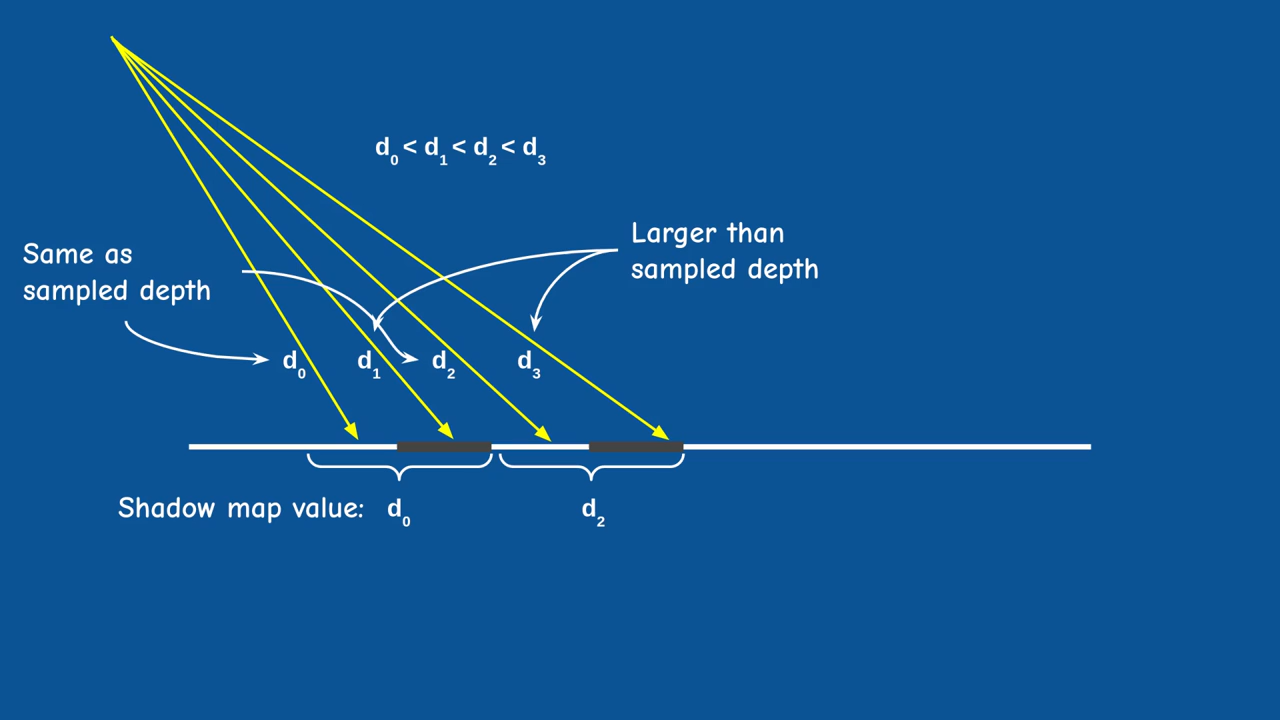 d₀ < d₁ < d₂ < d₃
Same as
sampled depth
Larger than
sampled depth
d₀ d₁ d₂ d₃
Shadow map value: d₀ d₂